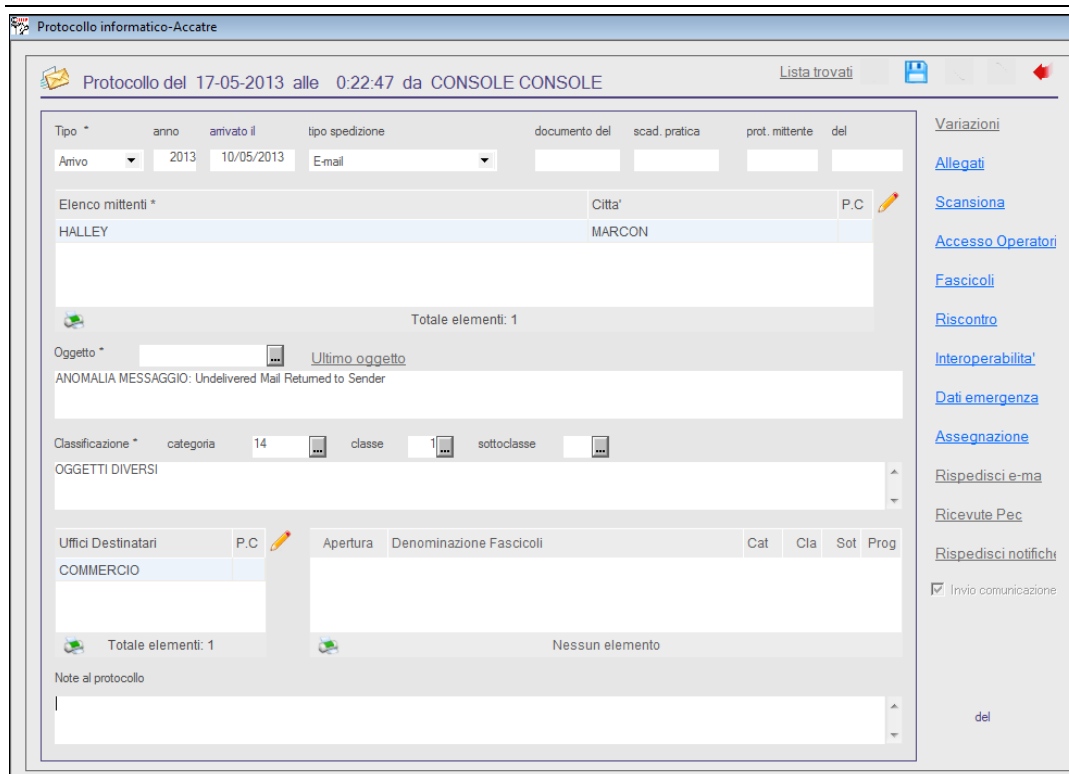 Protocollo informatico-Accatre
Protocollo del 17-05-2013 alle 0:22:47 da CONSOLE CONSOLE
Lista trovati
Tipo * anno arrivato il tipo spedizione documento del scad. pratica prot. mittente del
Arrivo 2013 10/05/2013 E-mail
Elenco mittenti * Citta' P.C
HALLEY MARCON
Totale elementi: 1
Oggetto * ... Ultimo oggetto
ANOMALIA MESSAGGIO: Undelivered Mail Returned to Sender
Classificazione * categoria 14 ... classe 1 ... sottoclasse ...
OGGETTI DIVERSI
Uffici Destinatari P.C
COMMERCIO
Totale elementi: 1
Apertura Denominazione Fascicoli Cat Cla Sot Prog
Nessun elemento
Note al protocollo
Variazioni
Allegati
Scansiona
Accesso Operatori
Fascicoli
Riscontro
Interoperabilita'
Dati emergenza
Assegnazione
Rispedisci e-ma
Ricevute Pec
Rispedisci notifiche
Invio comunicazione
del